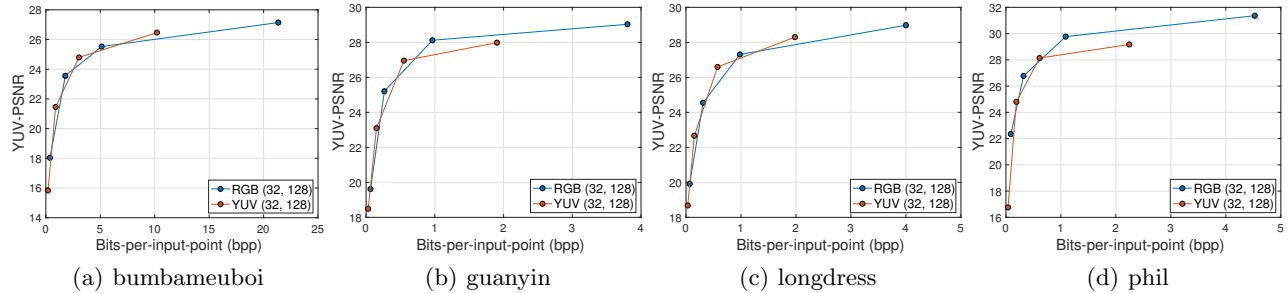 28
26
24
22
20
18
16
14
YUV-PSNR
0 5 10 15 20 25
Bits-per-input-point (bpp)
RGB (32, 128)
YUV (32, 128)
(a) bumbameuboi
30
28
26
24
22
20
18
YUV-PSNR
0 1 2 3 4
Bits-per-input-point (bpp)
RGB (32, 128)
YUV (32, 128)
(b) guanyin
30
28
26
24
22
20
18
YUV-PSNR
0 1 2 3 4 5
Bits-per-input-point (bpp)
RGB (32, 128)
YUV (32, 128)
(c) longdress
32
30
28
26
24
22
20
18
16
YUV-PSNR
0 1 2 3 4 5
Bits-per-input-point (bpp)
RGB (32, 128)
YUV (32, 128)
(d) phil